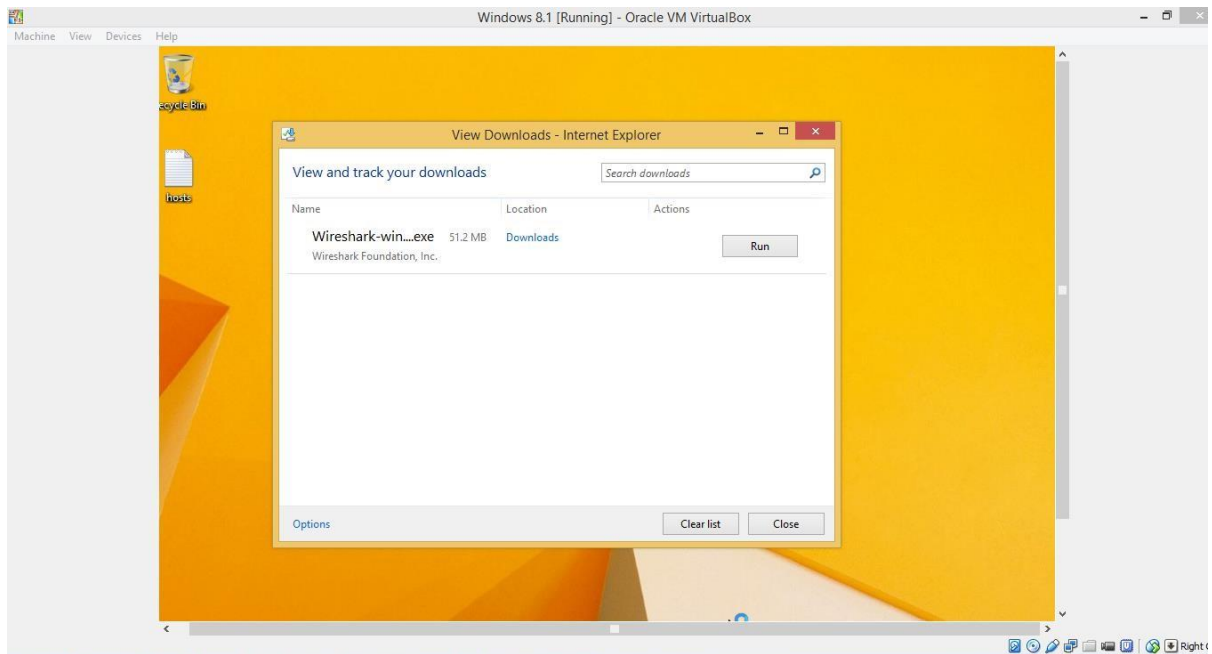 Windows 8.1 [Running] - Oracle VM VirtualBox
Machine View Devices Help
ecycle Bin
hosts
View Downloads - Internet Explorer
View and track your downloads
Search downloads
Name Location Actions
Wireshark-win....exe 51.2 MB Downloads Run
Wireshark Foundation, Inc.
Options Clear list Close
Right C